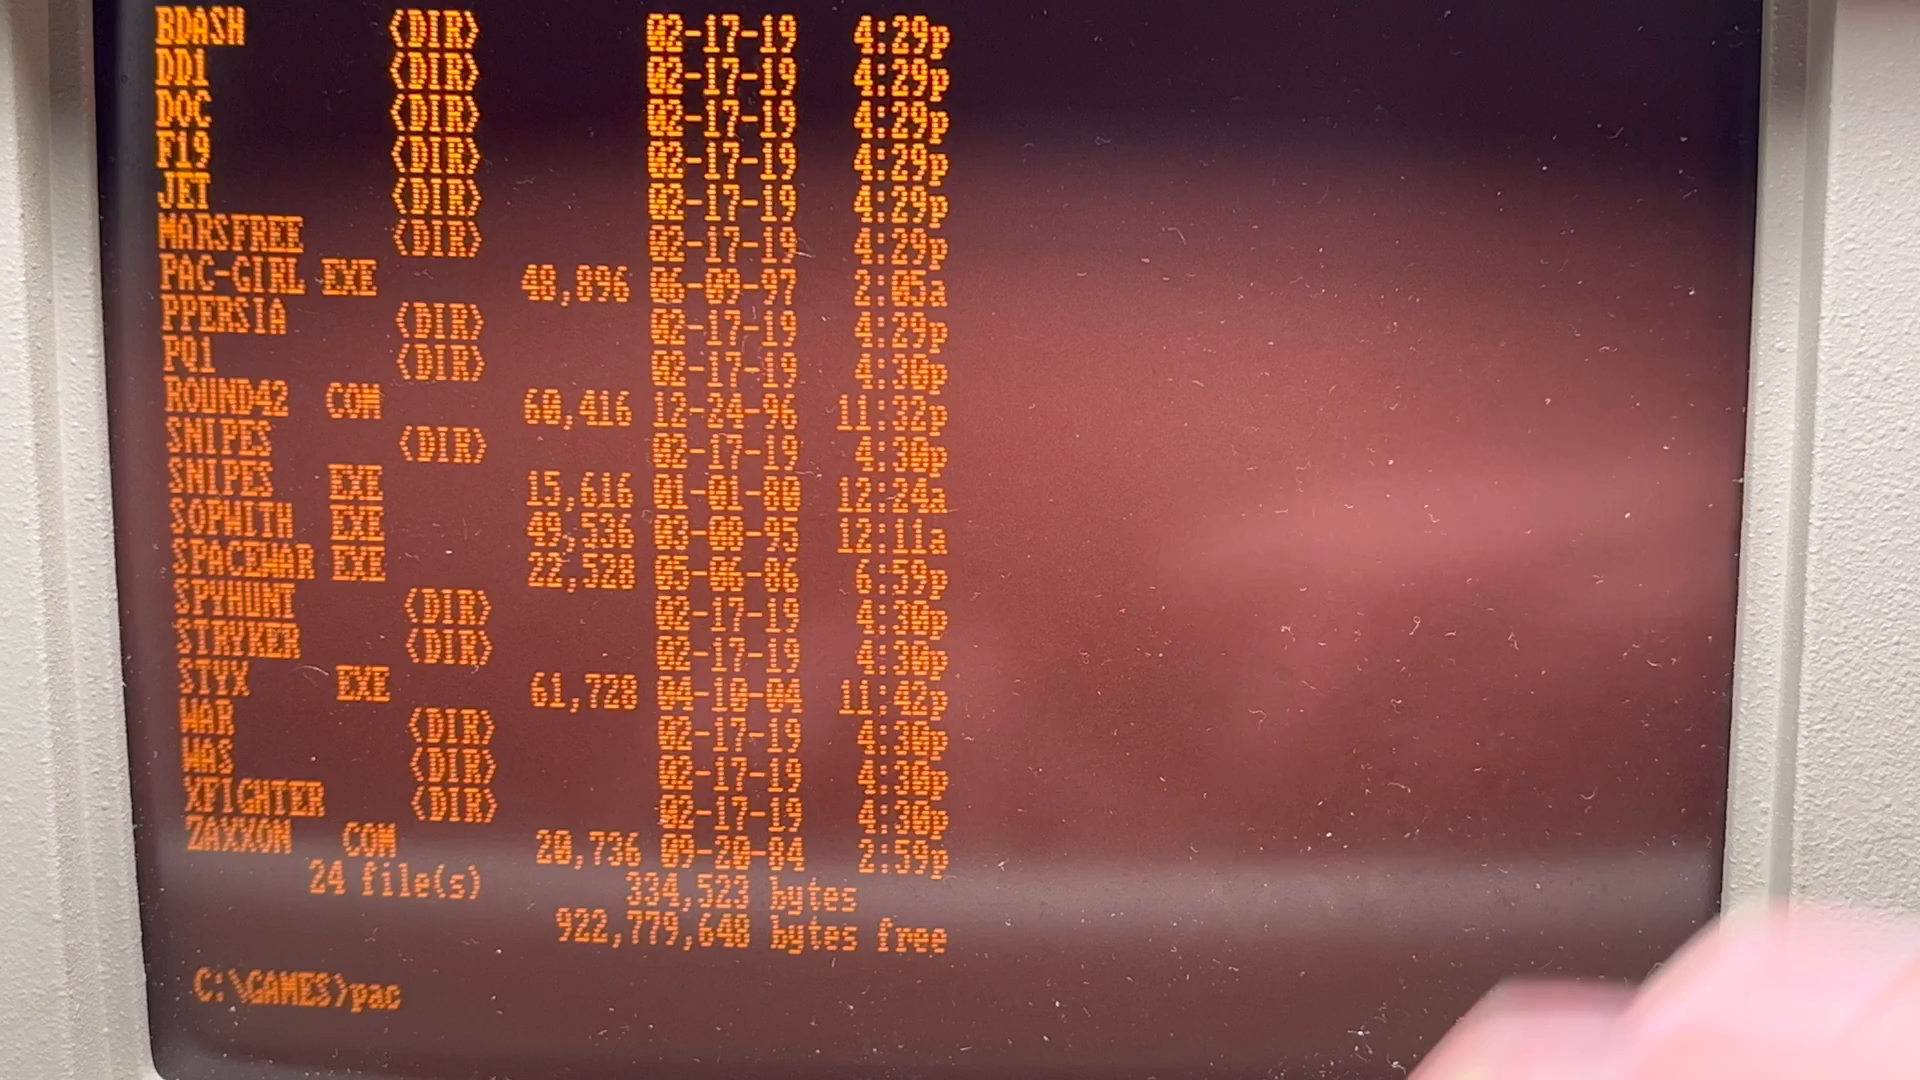 BDASH <DIR> 02-17-19 4:29p
DD1 <DIR> 02-17-19 4:29p
DOC <DIR> 02-17-19 4:29p
F19 <DIR> 02-17-19 4:29p
JET <DIR> 02-17-19 4:29p
MARSFREE <DIR> 02-17-19 4:29p
PAC-GIRL EXE 48,896 06-09-97 2:05a
PPERSIA <DIR> 02-17-19 4:29p
PQ1 <DIR> 02-17-19 4:30p
ROUND42 COM 60,416 12-24-96 11:32p
SNIPES <DIR> 02-17-19 4:30p
SNIPES EXE 15,616 01-01-80 12:24a
SOPWITH EXE 49,536 03-08-95 12:11a
SPACEWAR EXE 22,528 05-06-86 6:59p
SPYHUNT <DIR> 02-17-19 4:30p
STRYKER <DIR> 02-17-19 4:30p
STYX EXE 61,728 04-10-04 11:42p
WAR <DIR> 02-17-19 4:30p
WAS <DIR> 02-17-19 4:30p
XFIGHTER <DIR> 02-17-19 4:30p
ZAXXON COM 20,736 09-20-84 2:59p
24 file(s) 334,523 bytes
922,779,648 bytes free
C:\GAMES>pac